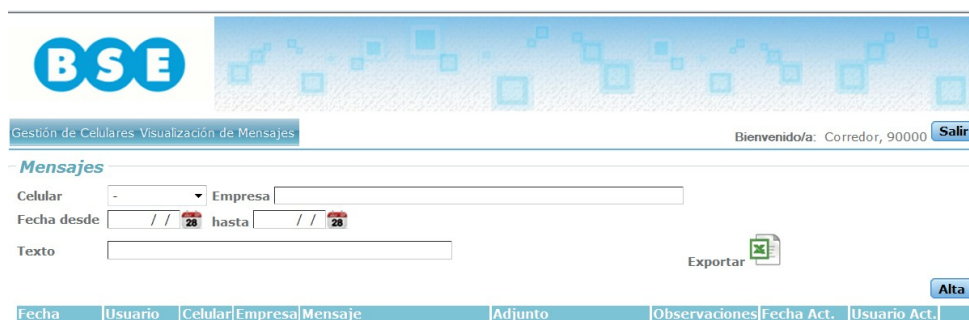 BSE
Gestión de Celulares Visualización de Mensajes
Bienvenido/a: Corredor, 90000 Salir
Mensajes
Celular - Empresa
Fecha desde / / 28 hasta / / 28
Texto
Exportar
Alta
Fecha Usuario Celular Empresa Mensaje Adjunto Observaciones Fecha Act. Usuario Act.